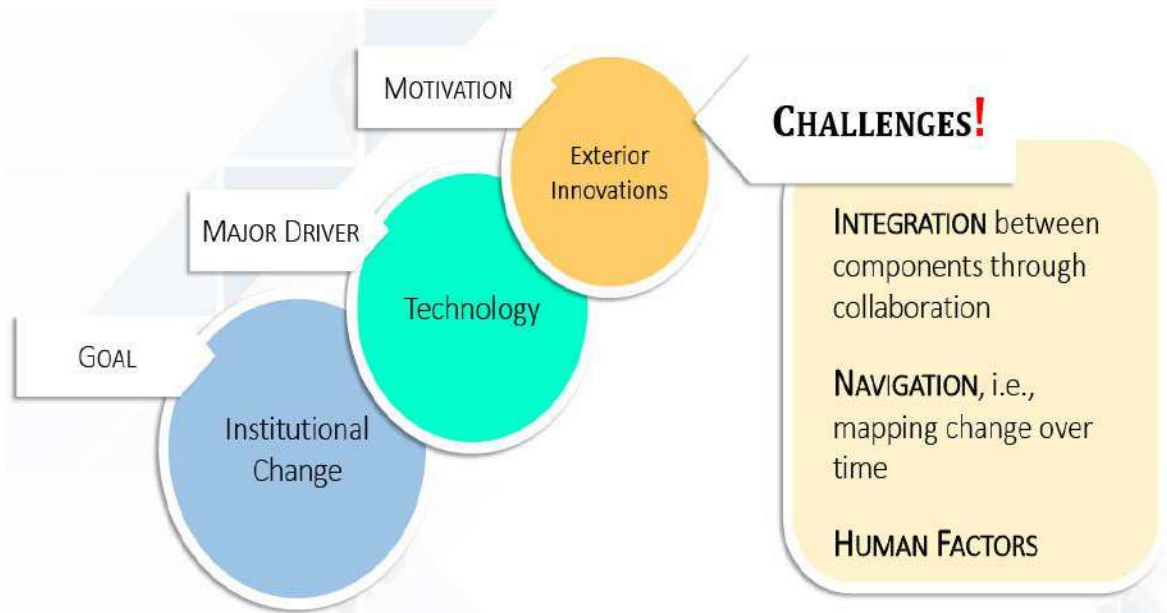 MOTIVATION
Exterior
Innovations
MAJOR DRIVER
Technology
GOAL
Institutional
Change
CHALLENGES!
INTEGRATION between
components through
collaboration
NAVIGATION, i.e.,
mapping change over
time
HUMAN FACTORS